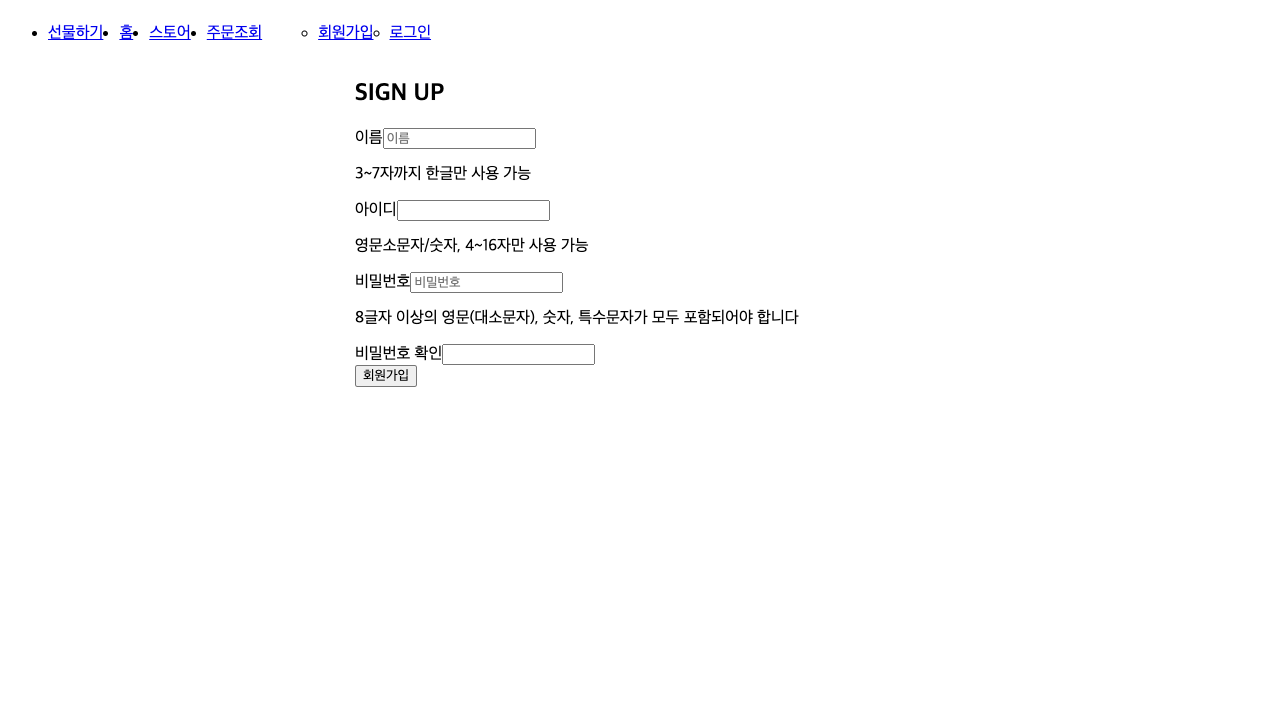 선물하기 홈 스토어 주문조회 회원가입 로그인
SIGN UP
이름 이름
3~7자까지 한글만 사용 가능
아이디
영문소문자/숫자, 4~16자만 사용 가능
비밀번호 비밀번호
8글자 이상의 영문(대소문자), 숫자, 특수문자가 모두 포함되어야 합니다
비밀번호 확인
회원가입